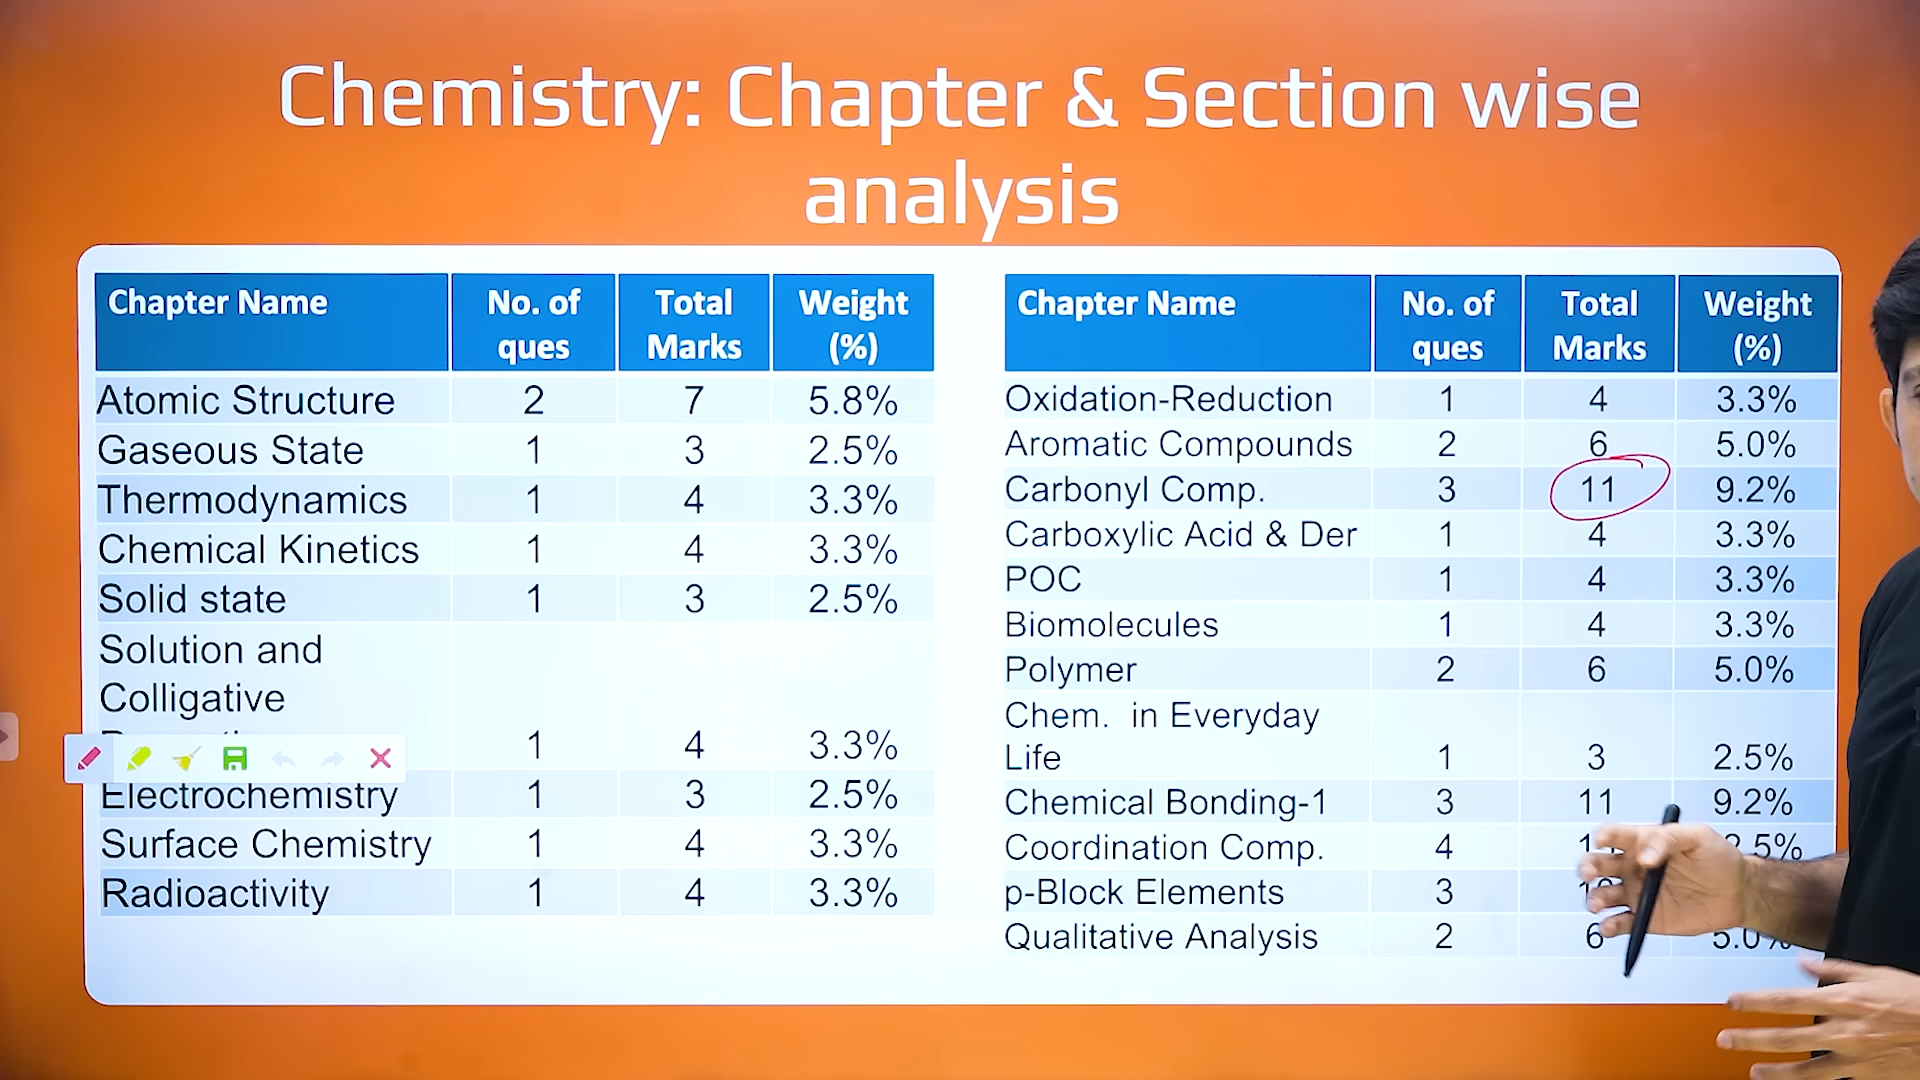 Chemistry: Chapter & Section wise
analysis
Chapter Name No. of ques Total Marks Weight (%)
Atomic Structure 2 7 5.8%
Gaseous State 1 3 2.5%
Thermodynamics 1 4 3.3%
Chemical Kinetics 1 4 3.3%
Solid state 1 3 2.5%
Solution and
Colligative
1 4 3.3%
Electrochemistry 1 3 2.5%
Surface Chemistry 1 4 3.3%
Radioactivity 1 4 3.3%
Chapter Name No. of ques Total Marks Weight (%)
Oxidation-Reduction 1 4 3.3%
Aromatic Compounds 2 6 5.0%
Carbonyl Comp. 3 11 9.2%
Carboxylic Acid & Der 1 4 3.3%
POC 1 4 3.3%
Biomolecules 1 4 3.3%
Polymer 2 6 5.0%
Chem. in Everyday
Life 1 3 2.5%
Chemical Bonding-1 3 11 9.2%
Coordination Comp. 4
p-Block Elements 3
Qualitative Analysis 2 6 5.0%